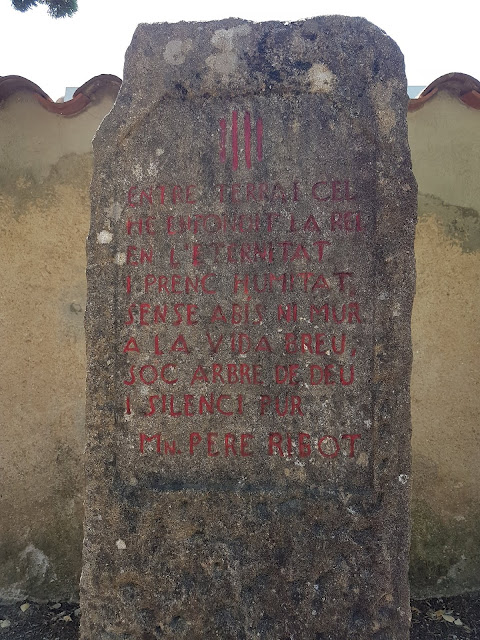 ENTRE TERRA I CEL
HE ESPONDIT LA REL
EN L'ETERNITAT
I PRENC HUMITAT,
SENSE ABIS NI MUR
A LA VIDA BREU,
SOC ARBRE DE DEU
I SILENCI PUR
MN. PERE RIBOT